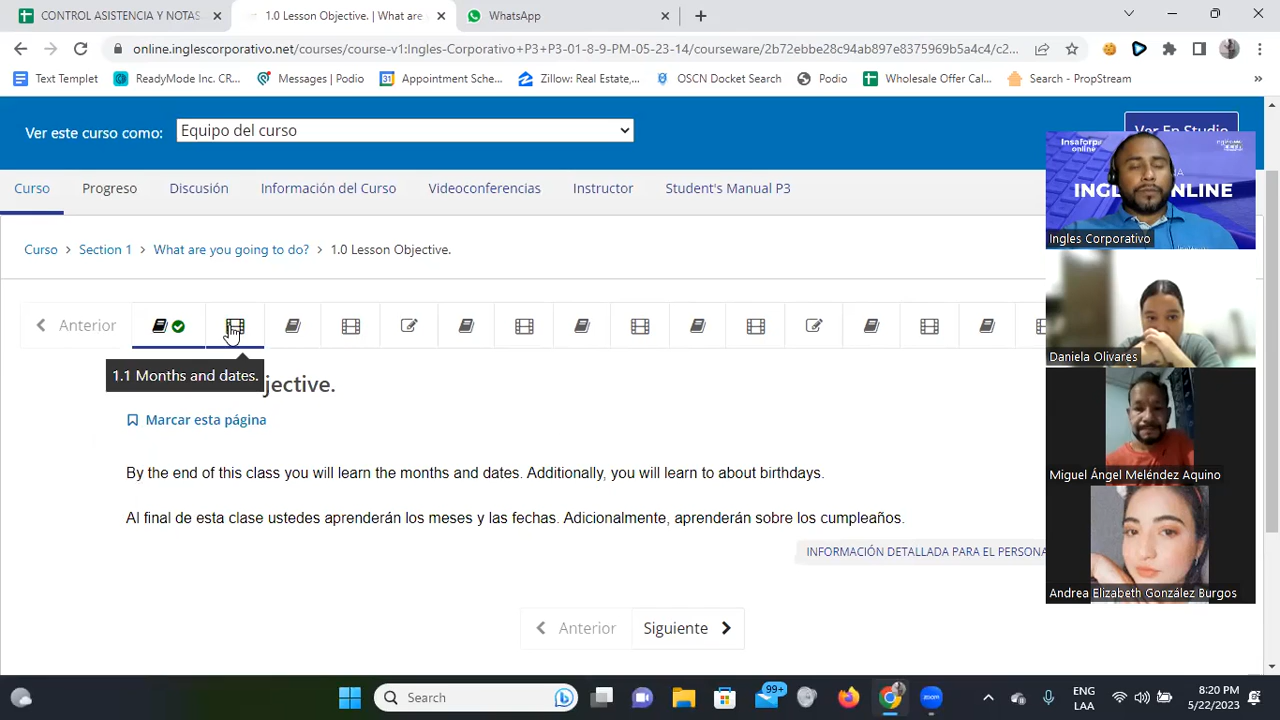 CONTROL ASISTENCIA Y NOTAS
1.0 Lesson Objective. | What are
WhatsApp
online.inglescorporativo.net/courses/course-v1:Ingles-Corporativo+P3+P3-01-8-9-PM-05-23-14/courseware/2b72ebbe28c94ab897e8375969b5a4c4/c2...
Text Templet
ReadyMode Inc. CR...
Messages | Podio
Appointment Sche...
Zillow: Real Estate,...
OSCN Docket Search
Podio
Wholesale Offer Cal...
Search - PropStream
»
Ver este curso como:
Equipo del curso
Ver En Studio
Curso
Progreso
Discusión
Información del Curso
Videoconferencias
Instructor
Student's Manual P3
Curso > Section 1 > What are you going to do? > 1.0 Lesson Objective.
Anterior
1.1 Months and dates.
jective.
Marcar esta página
By the end of this class you will learn the months and dates. Additionally, you will learn to about birthdays.
Al final de esta clase ustedes aprenderán los meses y las fechas. Adicionalmente, aprenderán sobre los cumpleaños.
INFORMACIÓN DETALLADA PARA EL PERSONA
Anterior
Siguiente
Ingles Corporativo
Daniela Olivares
Miguel Ángel Meléndez Aquino
Andrea Elizabeth González Burgos
Search
99+
ENG
LAA
8:20 PM
5/22/2023